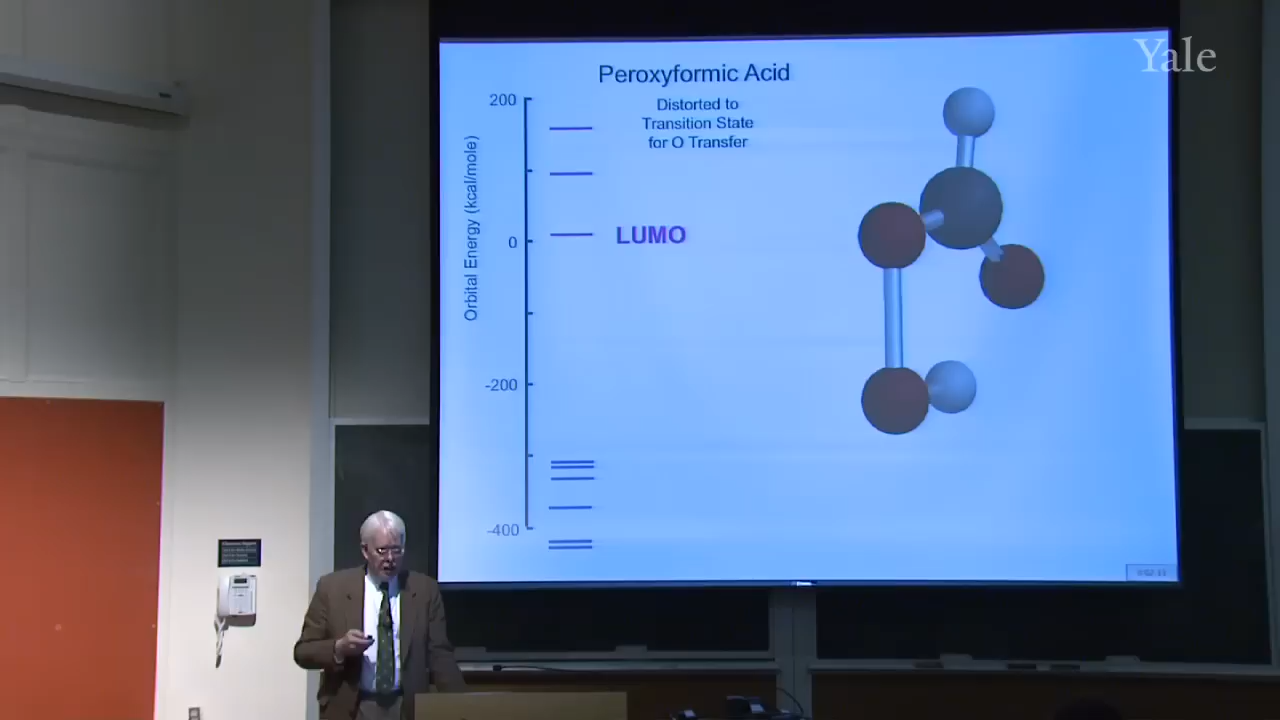 Yale
Peroxyformic Acid
Distorted to
Transition State
for O Transfer
200
0
-200
-400
Orbital Energy (kcal/mole)
LUMO